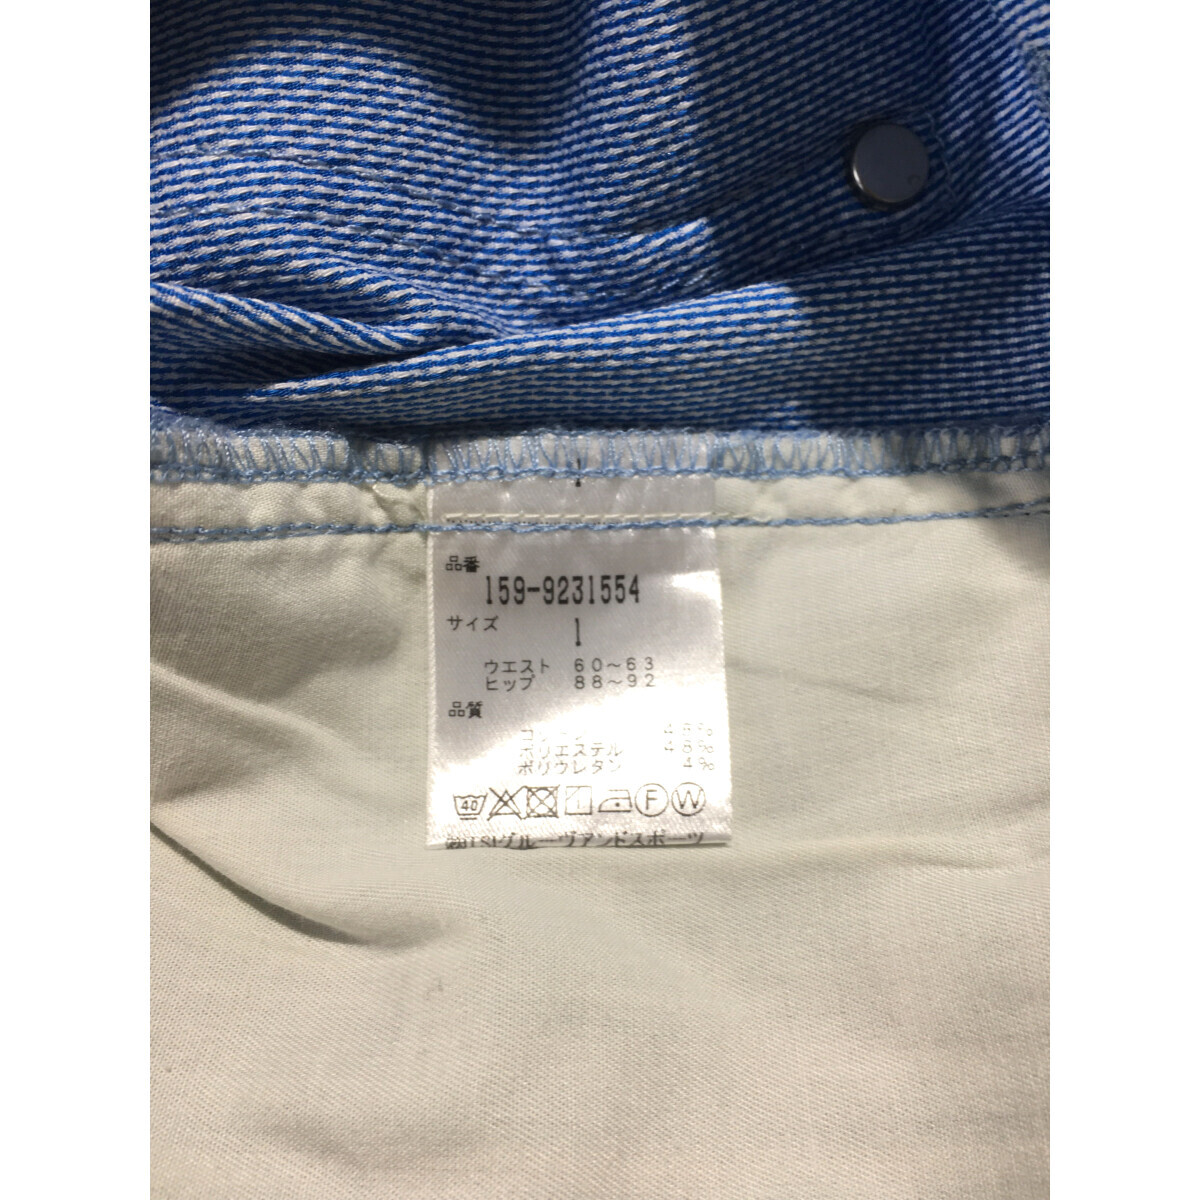 品番
159-9231554
サイズ 1
ウエスト 60〜63
ヒップ 88〜92
品質
ポリエステル
ポリウレタン 4%
40 F W
㈱TSIグルーヴアンドスポーツ